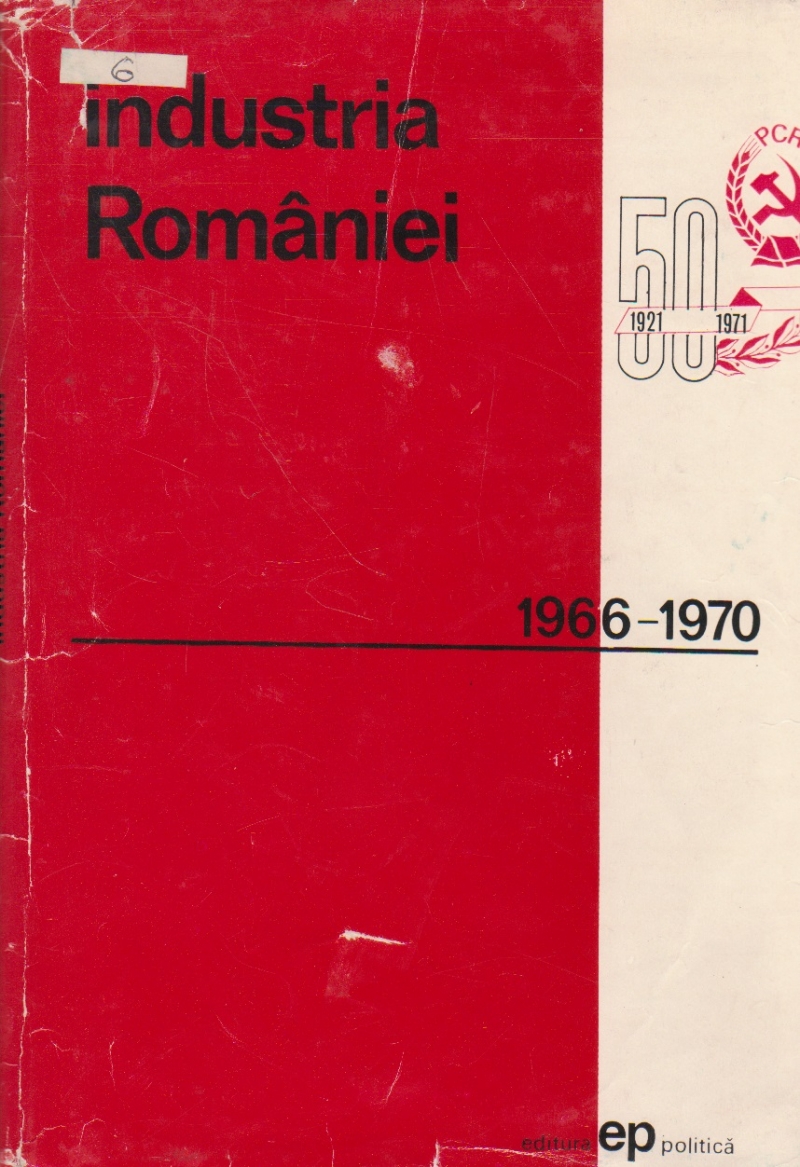 6
industria
României
PCR
50
1921 1971
1966-1970
editura ep politică